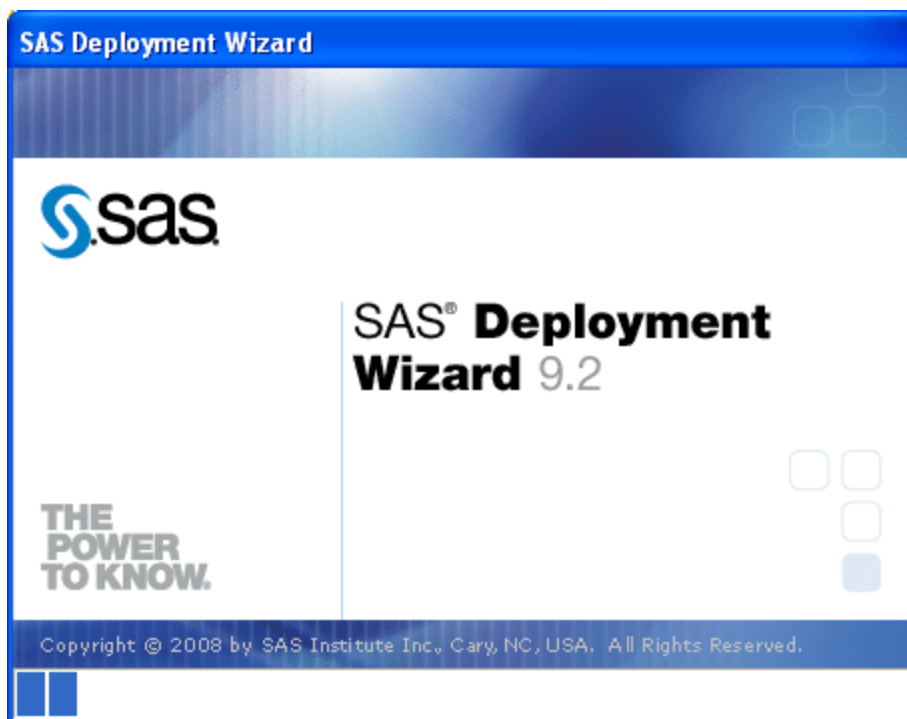 SAS Deployment Wizard
sas
SAS® Deployment
Wizard 9.2
THE
POWER
TO KNOW®
Copyright © 2008 by SAS Institute Inc., Cary, NC, USA. All Rights Reserved.